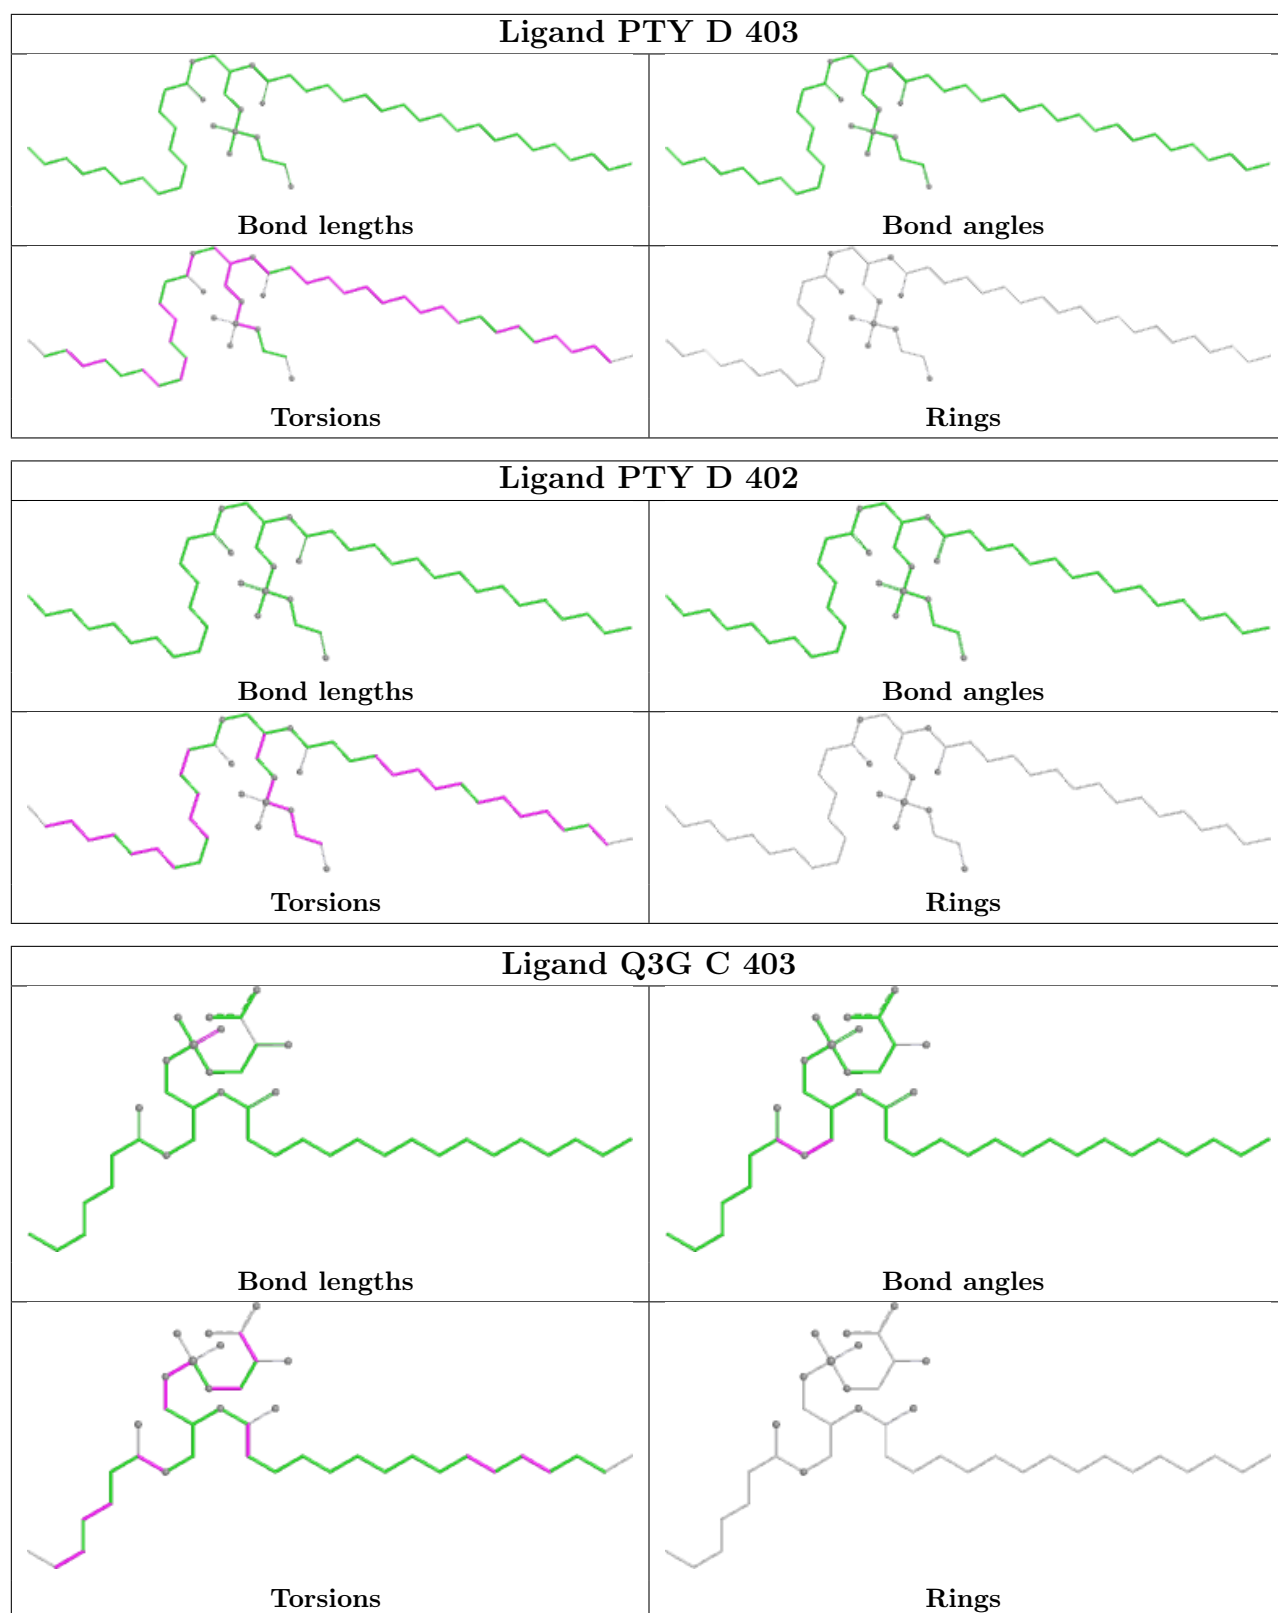 Ligand PTY D 403
Bond lengths
Bond angles
Torsions
Rings
Ligand PTY D 402
Bond lengths
Bond angles
Torsions
Rings
Ligand Q3G C 403
Bond lengths
Bond angles
Torsions
Rings